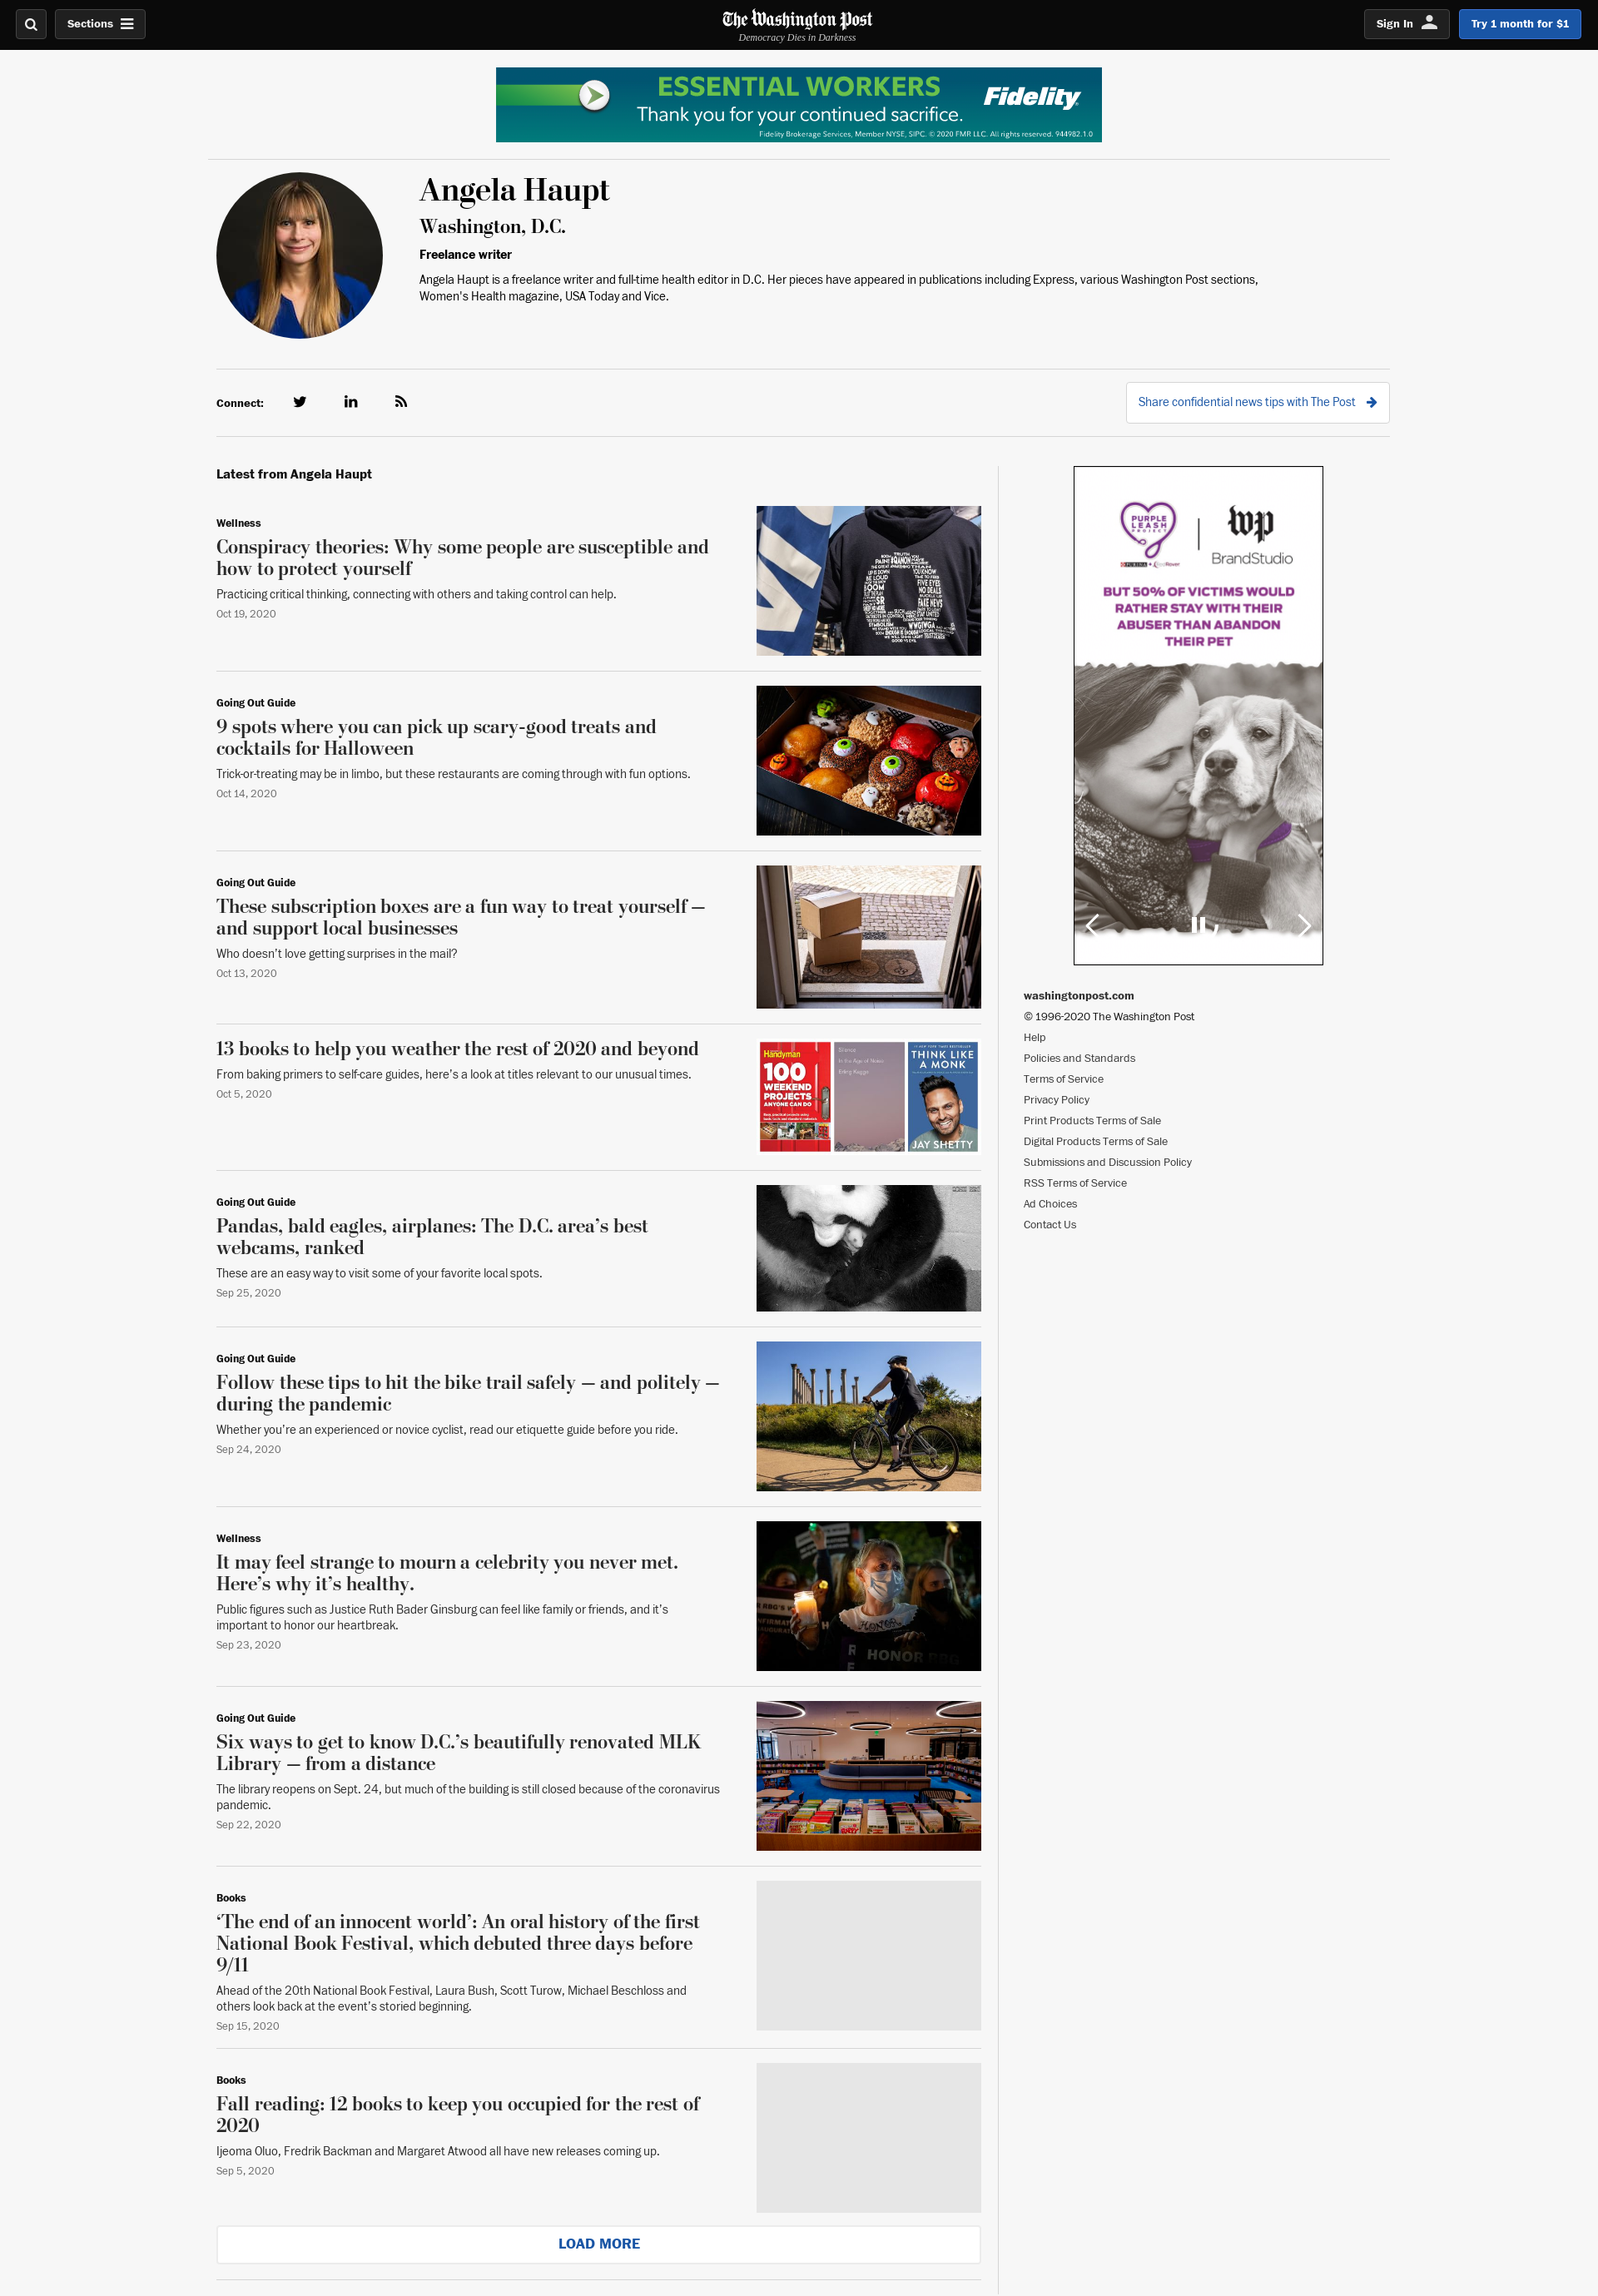 Sections
The Washington Post
Democracy Dies in Darkness
Sign In
Try 1 month for $1
ESSENTIAL WORKERS
Thank you for your continued sacrifice.
Fidelity
Fidelity Brokerage Services, Member NYSE, SIPC. © 2020 FMR LLC. All rights reserved. 944982.1.0
Angela Haupt
Washington, D.C.
Freelance writer
Angela Haupt is a freelance writer and full-time health editor in D.C. Her pieces have appeared in publications including Express, various Washington Post sections,
Women's Health magazine, USA Today and Vice.
Connect:
Share confidential news tips with The Post
Latest from Angela Haupt
Wellness
Conspiracy theories: Why some people are susceptible and
how to protect yourself
Practicing critical thinking, connecting with others and taking control can help.
Oct 19, 2020
Going Out Guide
9 spots where you can pick up scary-good treats and
cocktails for Halloween
Trick-or-treating may be in limbo, but these restaurants are coming through with fun options.
Oct 14, 2020
Going Out Guide
These subscription boxes are a fun way to treat yourself —
and support local businesses
Who doesn’t love getting surprises in the mail?
Oct 13, 2020
13 books to help you weather the rest of 2020 and beyond
From baking primers to self-care guides, here’s a look at titles relevant to our unusual times.
Oct 5, 2020
Handyman
100
WEEKEND
PROJECTS
ANYONE CAN DO
Silence
In the Age of Noise
Erling Kagge
THINK LIKE
A MONK
JAY SHETTY
Going Out Guide
Pandas, bald eagles, airplanes: The D.C. area’s best
webcams, ranked
These are an easy way to visit some of your favorite local spots.
Sep 25, 2020
Going Out Guide
Follow these tips to hit the bike trail safely — and politely —
during the pandemic
Whether you’re an experienced or novice cyclist, read our etiquette guide before you ride.
Sep 24, 2020
Wellness
It may feel strange to mourn a celebrity you never met.
Here’s why it’s healthy.
Public figures such as Justice Ruth Bader Ginsburg can feel like family or friends, and it’s
important to honor our heartbreak.
Sep 23, 2020
HONOR
Going Out Guide
Six ways to get to know D.C.’s beautifully renovated MLK
Library — from a distance
The library reopens on Sept. 24, but much of the building is still closed because of the coronavirus
pandemic.
Sep 22, 2020
Books
‘The end of an innocent world’: An oral history of the first
National Book Festival, which debuted three days before
9/11
Ahead of the 20th National Book Festival, Laura Bush, Scott Turow, Michael Beschloss and
others look back at the event’s storied beginning.
Sep 15, 2020
Books
Fall reading: 12 books to keep you occupied for the rest of
2020
Ijeoma Oluo, Fredrik Backman and Margaret Atwood all have new releases coming up.
Sep 5, 2020
LOAD MORE
PURPLE
LEASH
PROJECT
PURINA
wp
BrandStudio
BUT 50% OF VICTIMS WOULD
RATHER STAY WITH THEIR
ABUSER THAN ABANDON
THEIR PET
washingtonpost.com
© 1996-2020 The Washington Post
Help
Policies and Standards
Terms of Service
Privacy Policy
Print Products Terms of Sale
Digital Products Terms of Sale
Submissions and Discussion Policy
RSS Terms of Service
Ad Choices
Contact Us